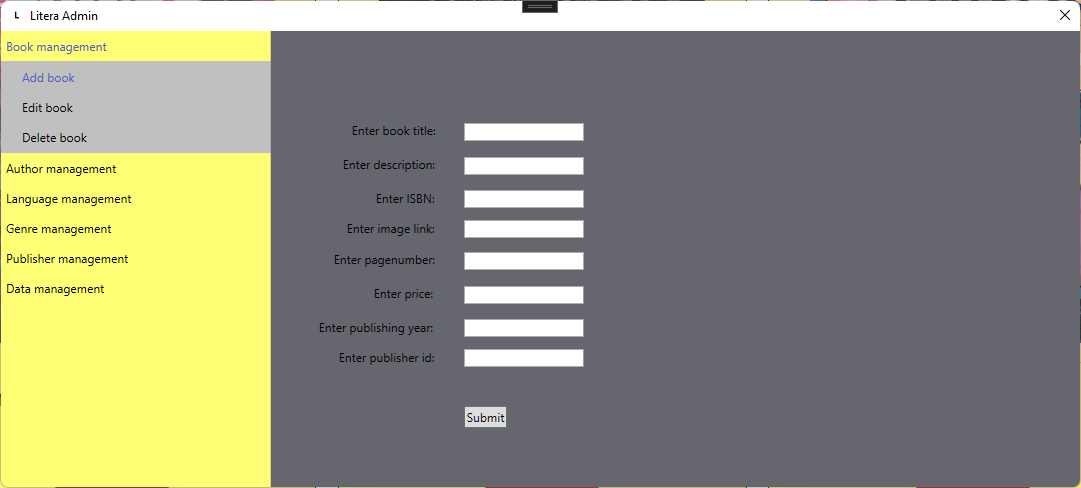 Litera Admin
Book management
Add book
Edit book
Delete book
Author management
Language management
Genre management
Publisher management
Data management
Enter book title:
Enter description:
Enter ISBN:
Enter image link:
Enter pagenumber:
Enter price:
Enter publishing year:
Enter publisher id:
Submit